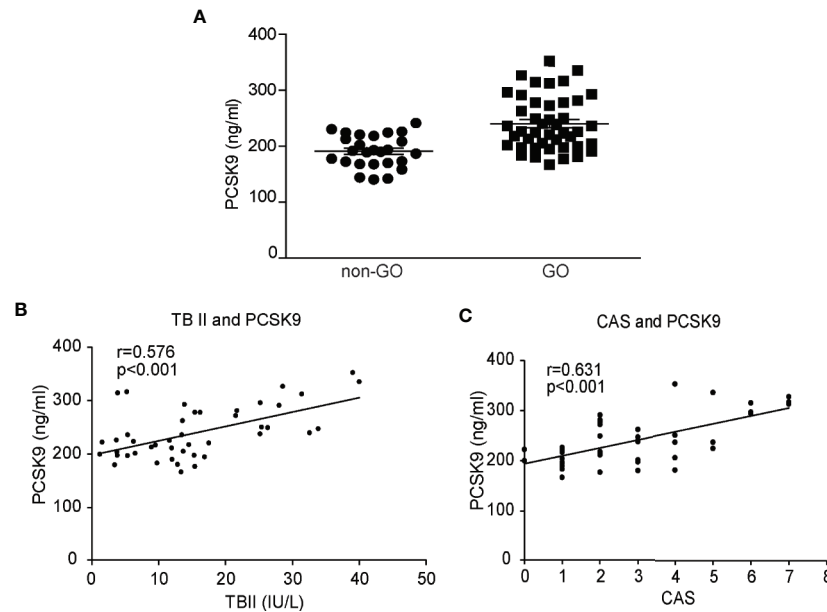 A
400
300
200
100
0
PCSK9 (ng/ml)
non-GO GO
B
TB II and PCSK9
r=0.576
p<0.001
400
300
200
100
0
PCSK9 (ng/ml)
0 10 20 30 40 50
TBII (IU/L)
C
CAS and PCSK9
r=0.631
p<0.001
400
300
200
100
0
PCSK9 (ng/ml)
0 1 2 3 4 5 6 7 8
CAS